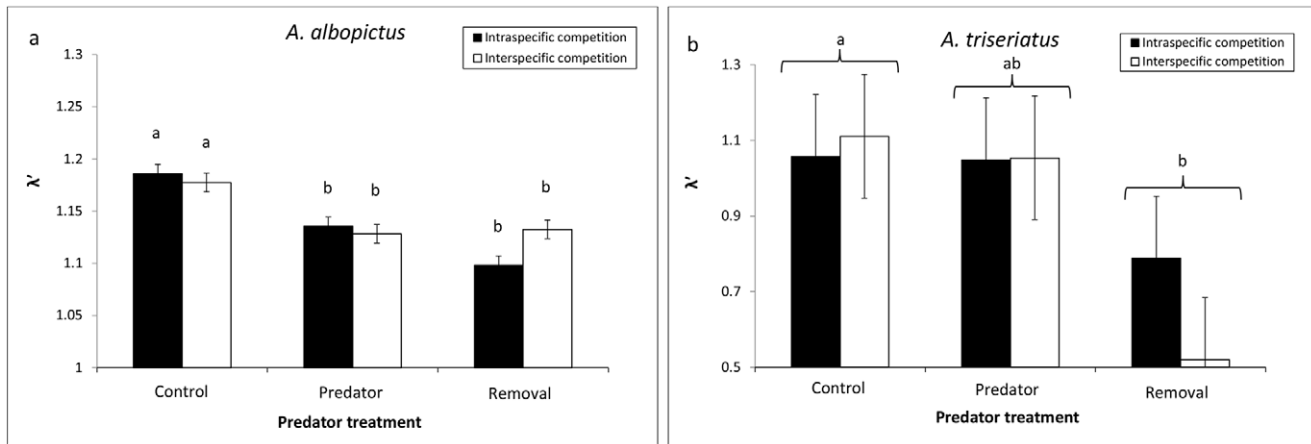 a
A. albopictus
Intraspecific competition
Interspecific competition
1.3
1.25
1.2
1.15
1.1
1.05
1
λ'
a a
b b
b b
Control Predator Removal
Predator treatment
b
A. triseriatus
Intraspecific competition
Interspecific competition
1.3
1.1
0.9
0.7
0.5
λ'
a
ab
b
Control Predator Removal
Predator treatment